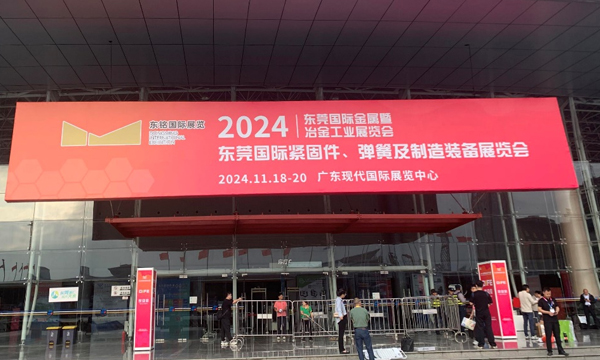 东铭国际展览
2024
东莞国际金属暨
冶金工业展览会
东莞国际紧固件、弹簧及制造装备展览会
2024.11.18-20 广东现代国际展览中心